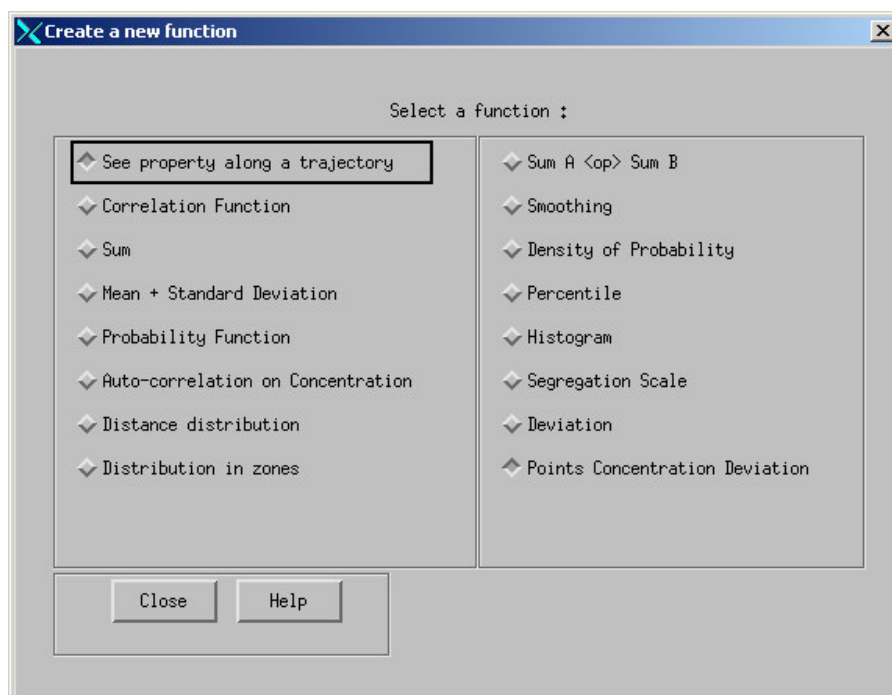 Create a new function
Select a function :
See property along a trajectory
Correlation Function
Sum
Mean + Standard Deviation
Probability Function
Auto-correlation on Concentration
Distance distribution
Distribution in zones
Sum A <op> Sum B
Smoothing
Density of Probability
Percentile
Histogram
Segregation Scale
Deviation
Points Concentration Deviation
Close
Help